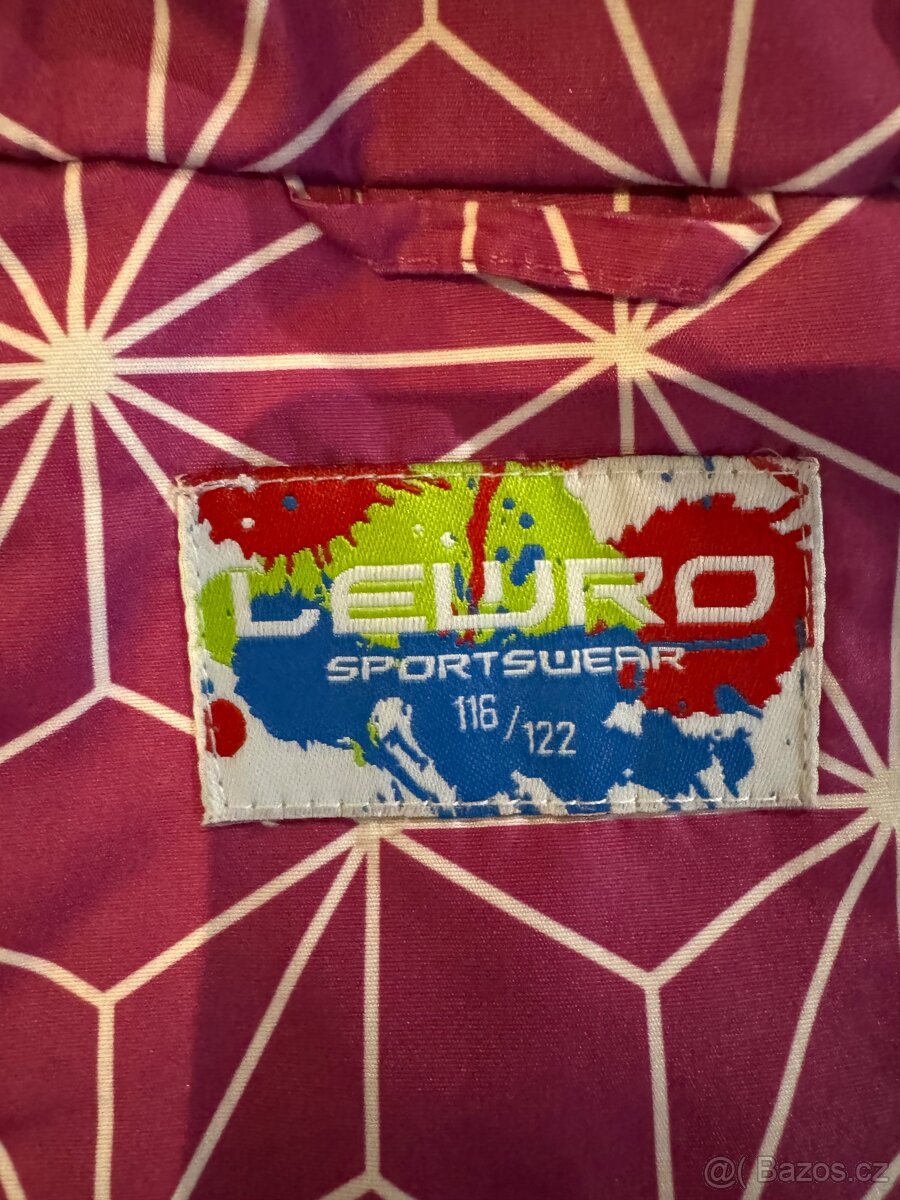 LEWRO
SPORTSWEAR
116/122
@( Bazos.cz